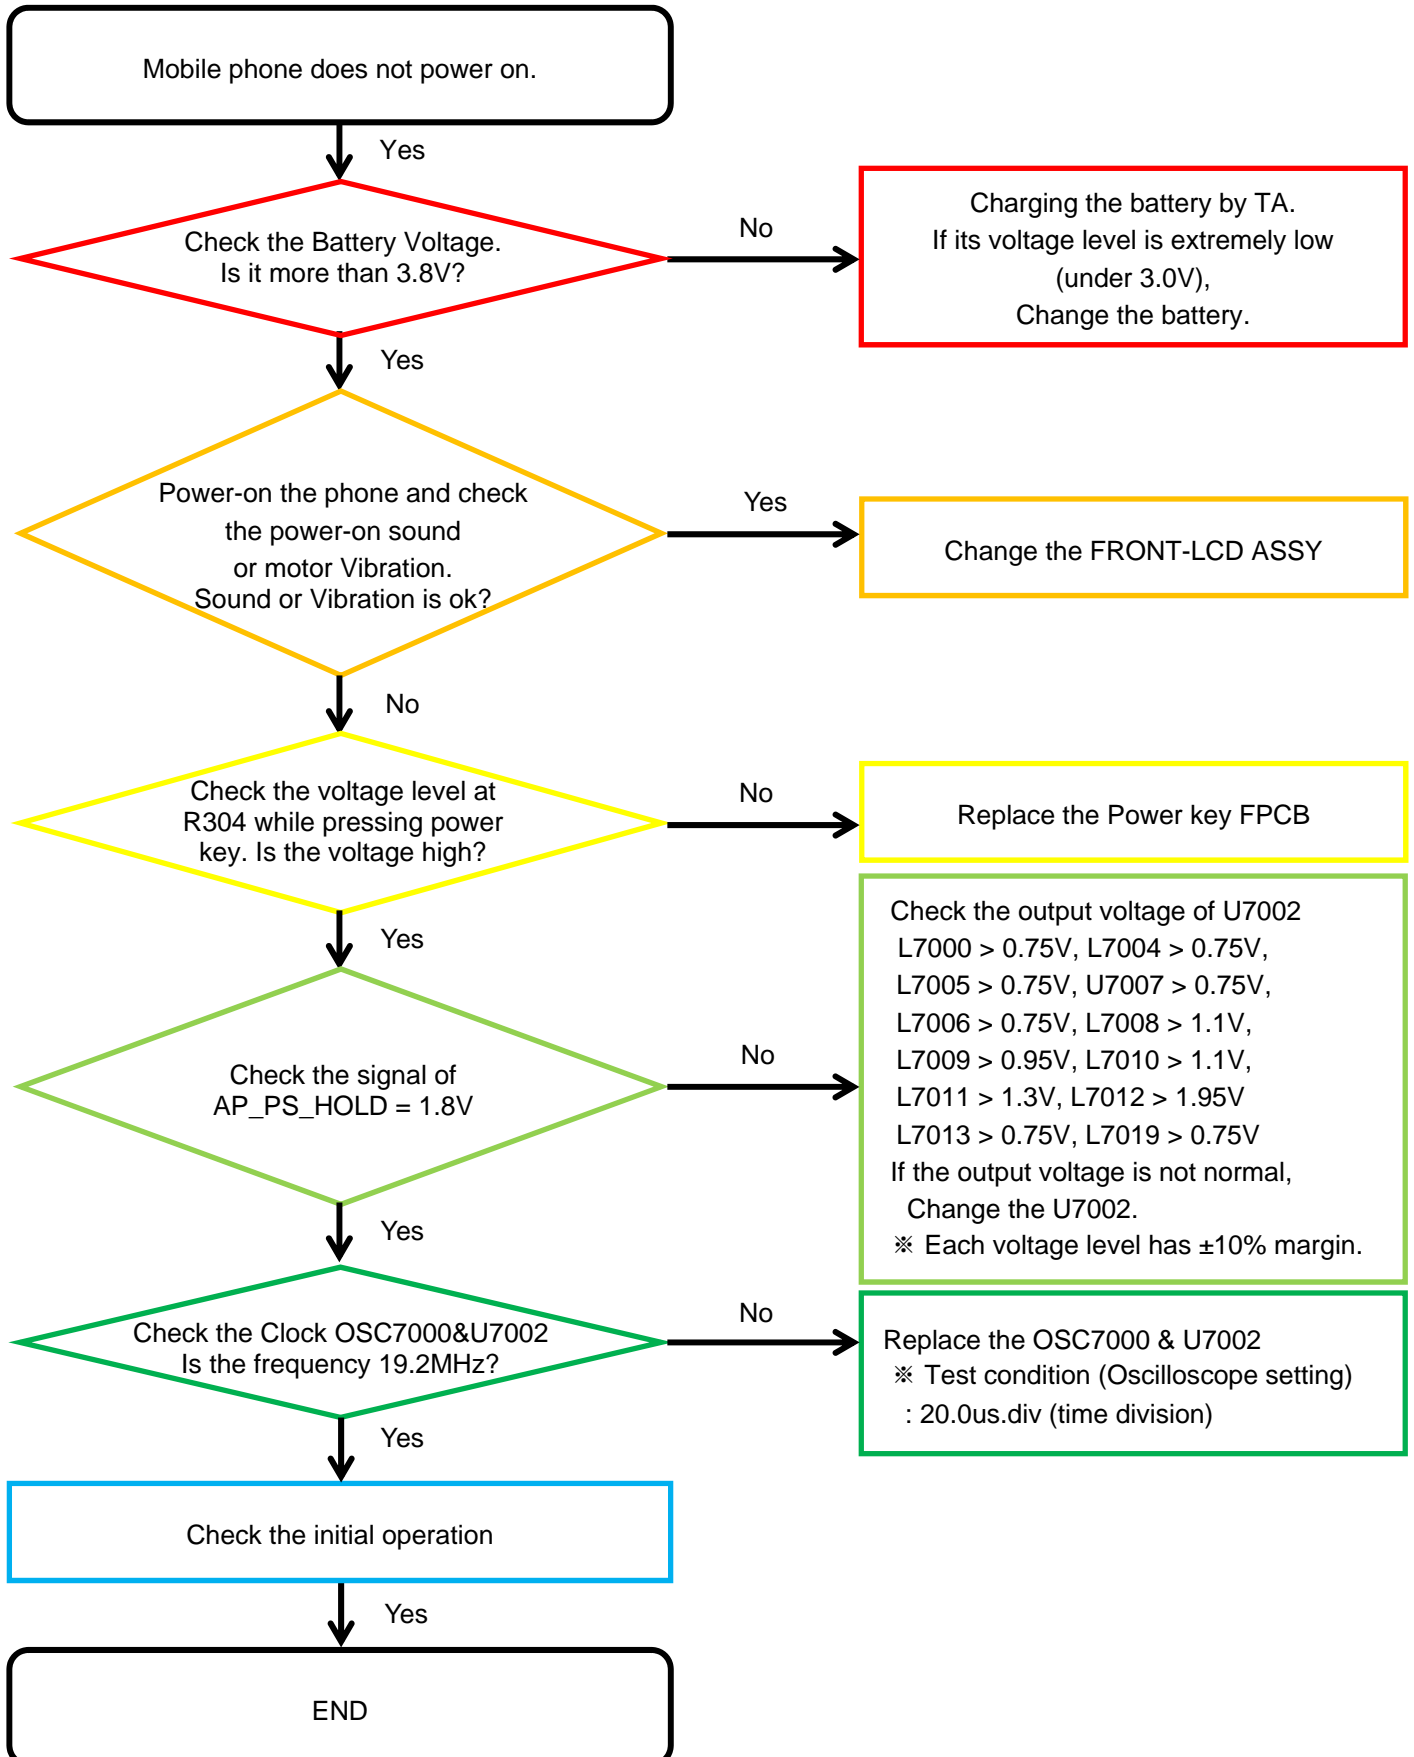 Mobile phone does not power on.
Yes
Check the Battery Voltage.
Is it more than 3.8V?
No
Charging the battery by TA.
If its voltage level is extremely low
(under 3.0V),
Change the battery.
Yes
Power-on the phone and check
the power-on sound
or motor Vibration.
Sound or Vibration is ok?
Yes
Change the FRONT-LCD ASSY
No
Check the voltage level at
R304 while pressing power
key. Is the voltage high?
No
Replace the Power key FPCB
Yes
Check the signal of
AP_PS_HOLD = 1.8V
No
Check the output voltage of U7002
L7000 > 0.75V, L7004 > 0.75V,
L7005 > 0.75V, U7007 > 0.75V,
L7006 > 0.75V, L7008 > 1.1V,
L7009 > 0.95V, L7010 > 1.1V,
L7011 > 1.3V, L7012 > 1.95V
L7013 > 0.75V, L7019 > 0.75V
If the output voltage is not normal,
Change the U7002.
※ Each voltage level has ±10% margin.
Yes
Check the Clock OSC7000&U7002
Is the frequency 19.2MHz?
No
Replace the OSC7000 & U7002
※ Test condition (Oscilloscope setting)
: 20.0us.div (time division)
Yes
Check the initial operation
Yes
END